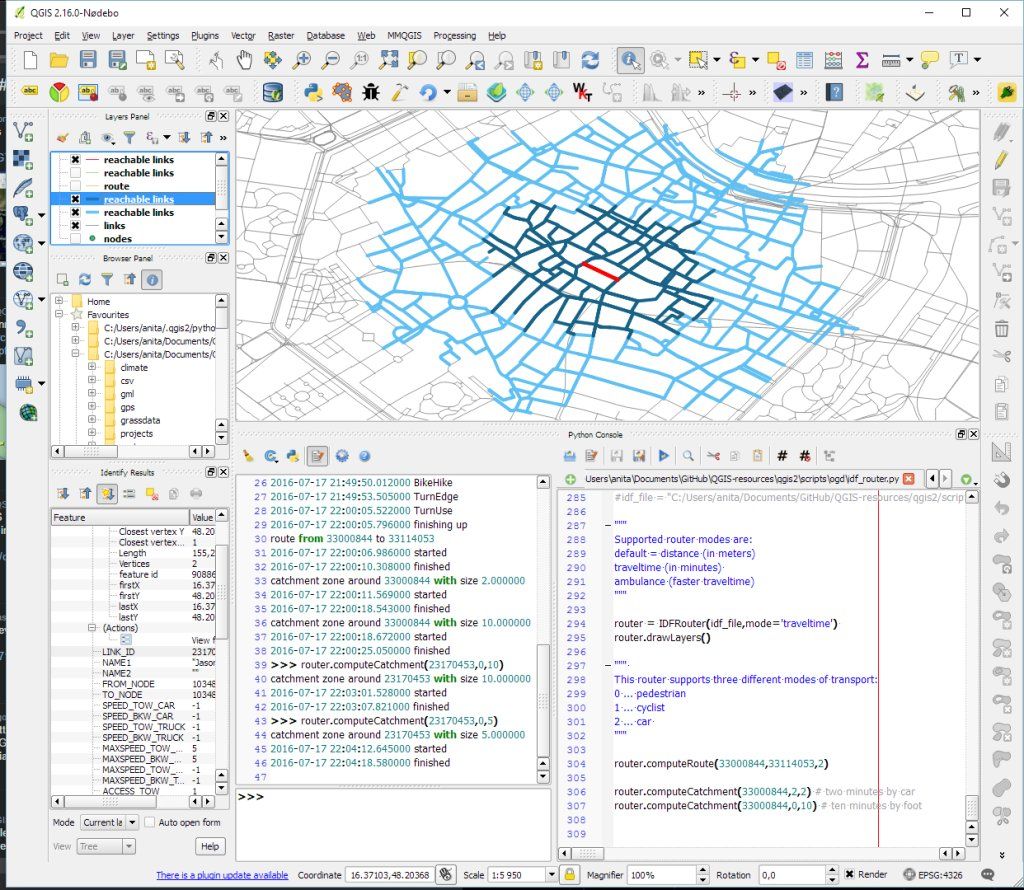 QGIS 2.16.0-Nødebo
Project Edit View Layer Settings Plugins Vector Raster Database Web MMQGIS Processing Help
Layers Panel
reachable links
reachable links
route
reachable links
reachable links
links
nodes
Browser Panel
Home
Favourites
C:/Users/anita/.qgis2/pytho
C:/Users/anita/Documents/C
C:/Users/anita/Documents/G
climate
csv
gml
gps
grassdata
projects
Identify Results
Feature Value
Closest vertex Y 48.20
Closest vertex... 1
Length 155,2
Vertices 2
feature id 90886
firstX 16.37
firstY 48.20
lastX 16.37
lastY 48.20
(Actions)
View f
LINK_ID 23170
NAME1 "Jason
NAME2 ""
FROM_NODE 10348
TO_NODE 10348
SPEED_TOW_CAR -1
SPEED_BKW_CAR -1
SPEED_TOW_TRUCK -1
SPEED_BKW_TRUCK -1
MAXSPEED_TOW_... 5
MAXSPEED_BKW_... 5
MAXSPEED_TOW_... -1
MAXSPEED_BKW_T... -1
ACCESS_TOW 1
Mode Current la Auto open form
View Tree Help
Python Console
26 2016-07-17 21:49:50.012000 BikeHike
27 2016-07-17 21:49:53.505000 TurnEdge
28 2016-07-17 22:00:05.522000 TurnUse
29 2016-07-17 22:00:05.796000 finishing up
30 route from 33000844 to 33114053
31 2016-07-17 22:00:06.986000 started
32 2016-07-17 22:00:10.308000 finished
33 catchment zone around 33000844 with size 2.000000
34 2016-07-17 22:00:11.569000 started
35 2016-07-17 22:00:18.543000 finished
36 catchment zone around 33000844 with size 10.000000
37 2016-07-17 22:00:18.672000 started
38 2016-07-17 22:00:25.050000 finished
39 >>> router.computeCatchment(23170453,0,10)
40 catchment zone around 23170453 with size 10.000000
41 2016-07-17 22:03:01.528000 started
42 2016-07-17 22:03:07.821000 finished
43 >>> router.computeCatchment(23170453,0,5)
44 catchment zone around 23170453 with size 5.000000
45 2016-07-17 22:04:12.645000 started
46 2016-07-17 22:04:18.580000 finished
47
>>>
Users\anita\Documents\GitHub\QGIS-resources\qgis2\scripts\ogd\idf_router.py
285 #idf_file = "C:/Users/anita/Documents/GitHub/QGIS-resources/qgis2/scrip
286
287 """
288 Supported router modes are:
289 default = distance (in meters)
290 traveltime (in minutes)
291 ambulance (faster traveltime)
292 """
293
294 router = IDFRouter(idf_file,mode='traveltime')
295 router.drawLayers()
296
297 """
298 This router supports three different modes of transport:
299 0 ... pedestrian
300 1 ... cyclist
301 2 ... car
302 """
303
304 router.computeRoute(33000844,33114053,2)
305
306 router.computeCatchment(33000844,2,2) # two minutes by car
307 router.computeCatchment(33000844,0,10) # ten minutes by foot
308
309
There is a plugin update available Coordinate 16.37103,48.20368 Scale 1:5 950 Magnifier 100% Rotation 0,0 Render EPSG:4326